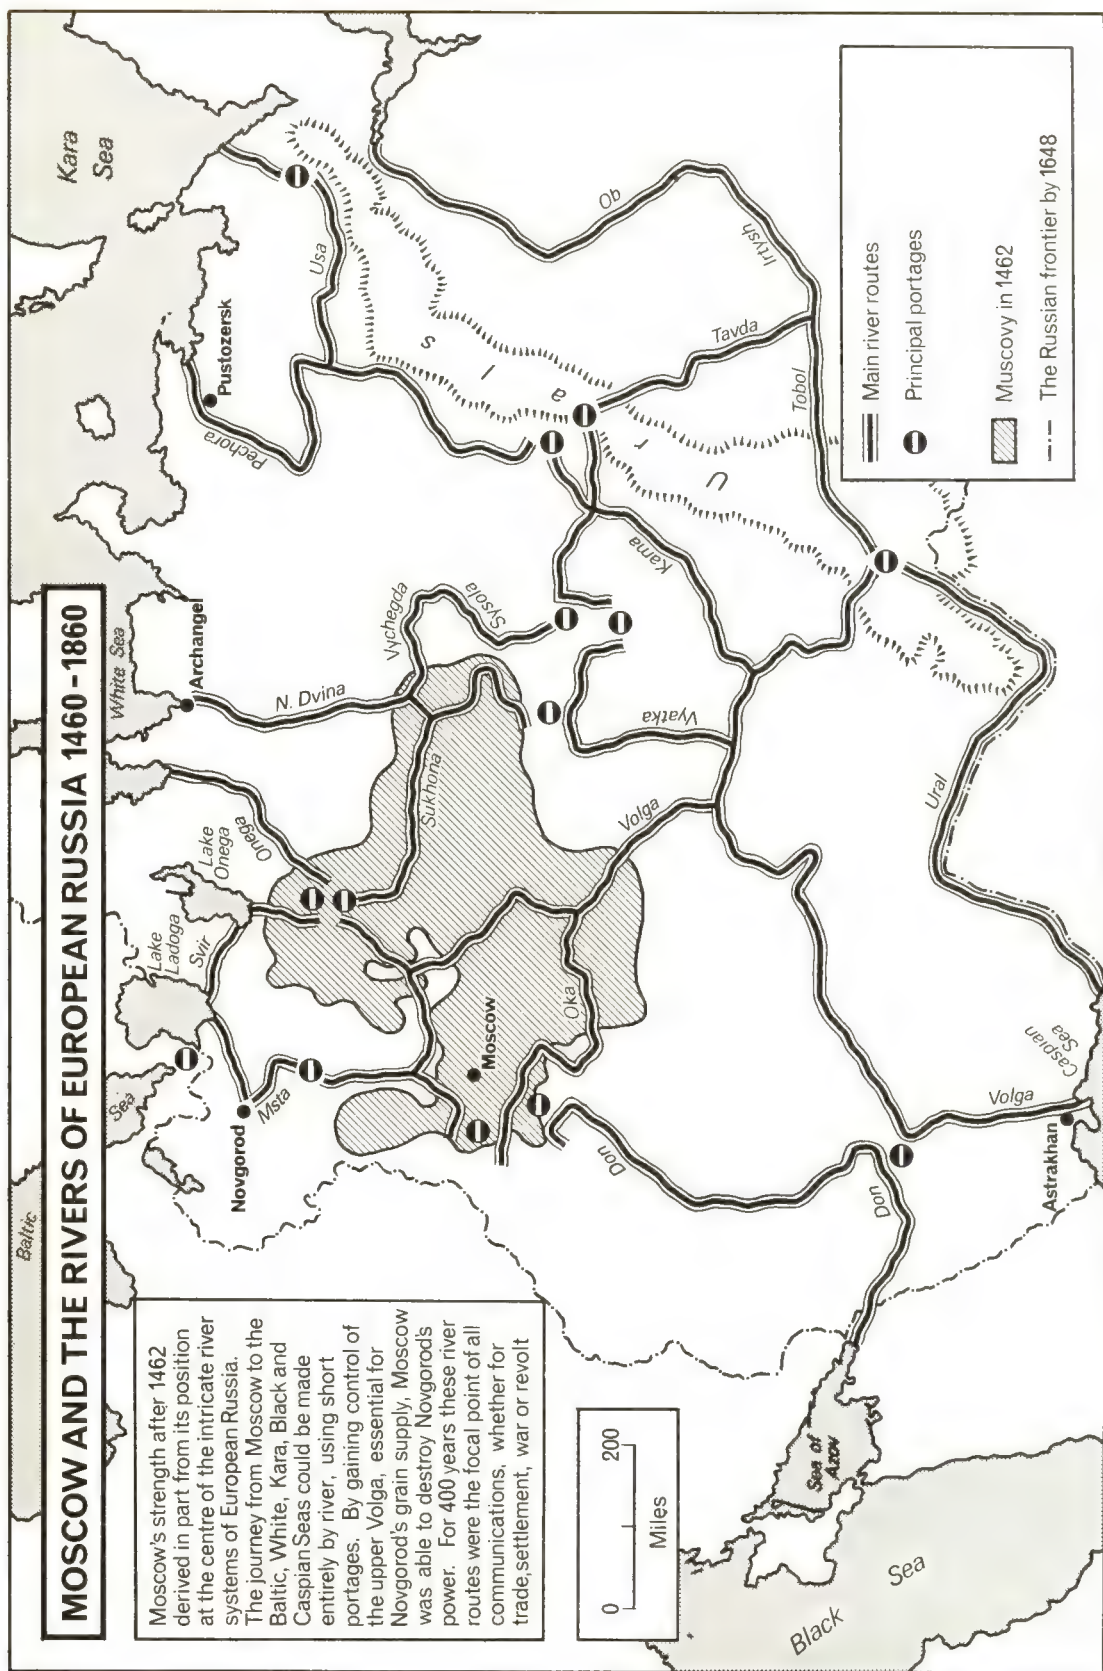 MOSCOW AND THE RIVERS OF EUROPEAN RUSSIA 1460-1860
Moscow's strength after 1462
derived in part from its position
at the centre of the intricate river
systems of European Russia.
The journey from Moscow to the
Baltic, White, Kara, Black and
Caspian Seas could be made
entirely by river, using short
portages. By gaining control of
the upper Volga, essential for
Novgorod's grain supply, Moscow
was able to destroy Novgorods
power. For 400 years these river
routes were the focal point of all
communications, whether for
trade, settlement, war or revolt
0 200
Miles
Baltic
Sea
White Sea
Kara
Sea
Lake
Ladoga
Lake
Onega
Svir
Onega
Archangel
N. Dvina
Pustozersk
Pechora
Usa
Novgorod
Msta
Sukhona
Vychegda
Sysola
Moscow
Oka
Volga
Vyatka
Kama
U r a l s
Ob
Irtysh
Tavda
Tobol
Don
Don
Volga
Ural
Astrakhan
Caspian
Sea
Sea of
Azov
Black
Sea
Main river routes
Principal portages
Muscovy in 1462
The Russian frontier by 1648